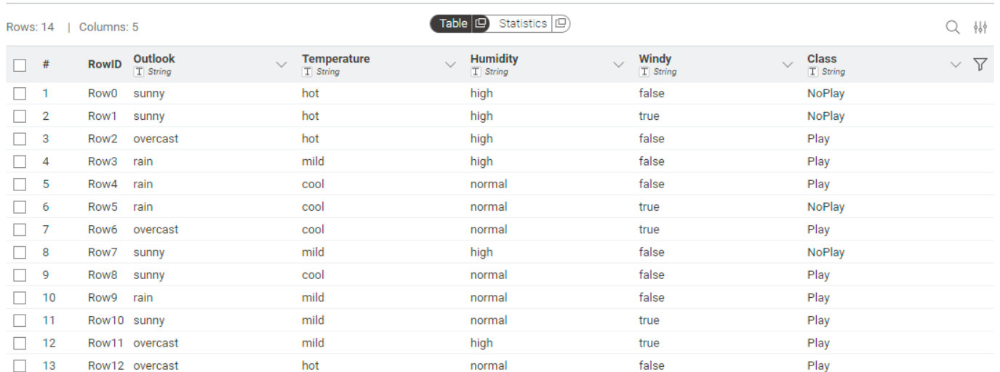 Rows: 14 | Columns: 5
Table Statistics
# RowID Outlook Temperature Humidity Windy Class
T String T String T String T String T String
1 Row0 sunny hot high false NoPlay
2 Row1 sunny hot high true NoPlay
3 Row2 overcast hot high false Play
4 Row3 rain mild high false Play
5 Row4 rain cool normal false Play
6 Row5 rain cool normal true NoPlay
7 Row6 overcast cool normal true Play
8 Row7 sunny mild high false NoPlay
9 Row8 sunny cool normal false Play
10 Row9 rain mild normal false Play
11 Row10 sunny mild normal true Play
12 Row11 overcast mild high true Play
13 Row12 overcast hot normal false Play